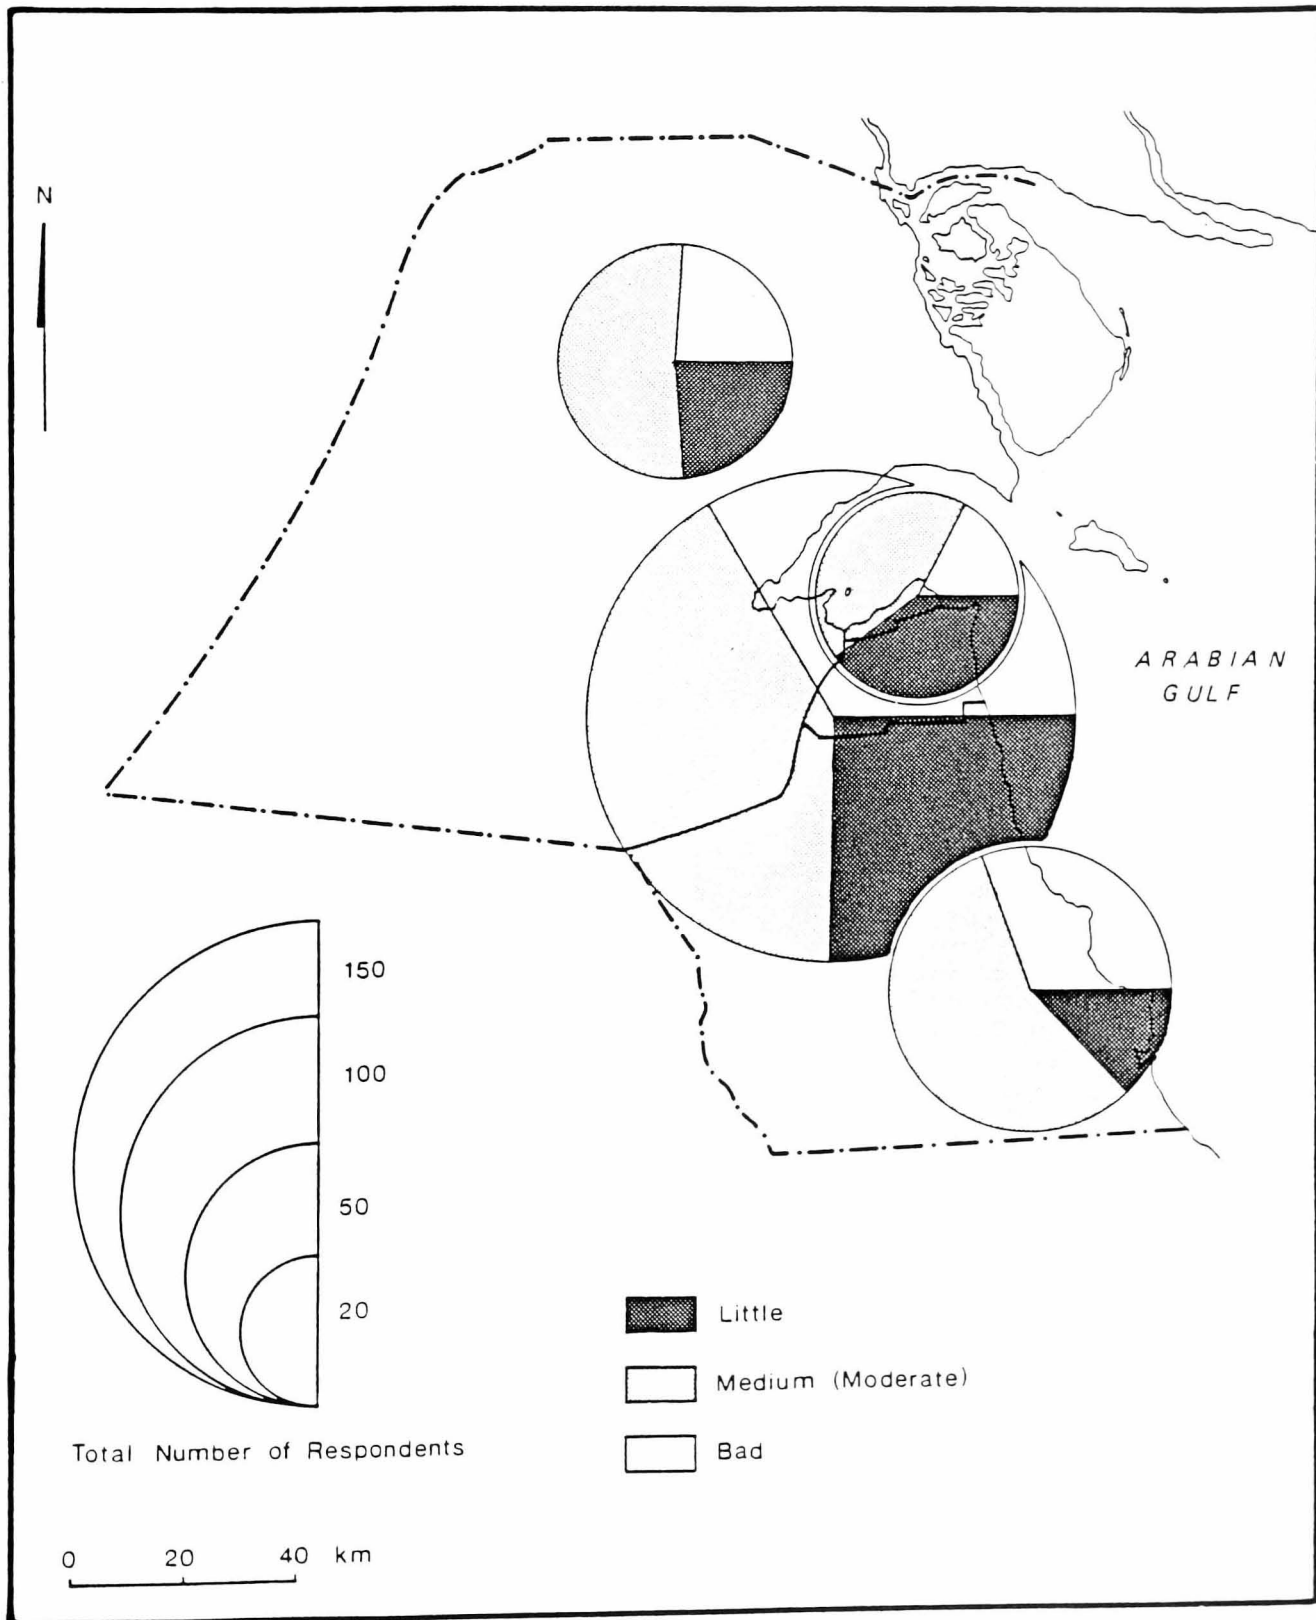 N
ARABIAN
GULF
150
100
50
20
Total Number of Respondents
Little
Medium (Moderate)
Bad
0 20 40 km